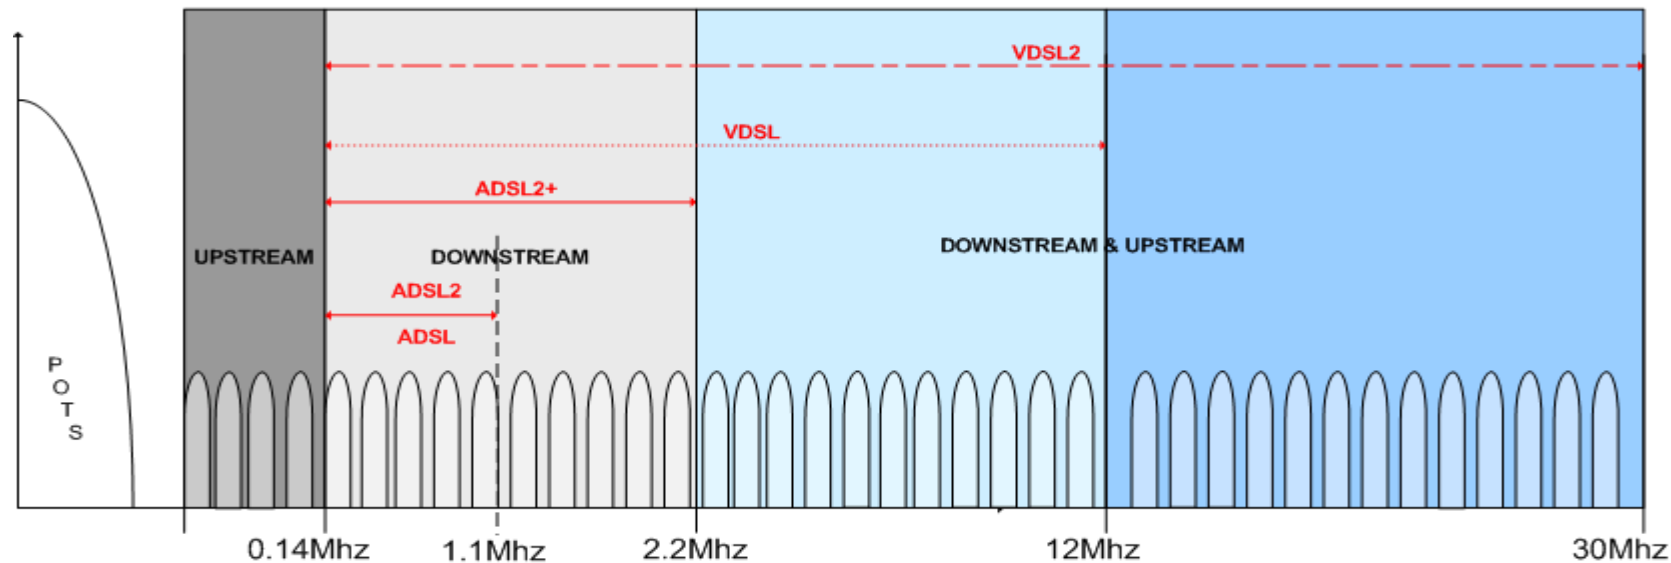 VDSL2
VDSL
ADSL2+
UPSTREAM
DOWNSTREAM
DOWNSTREAM & UPSTREAM
ADSL2
ADSL
P
O
T
S
0.14Mhz
1.1Mhz
2.2Mhz
12Mhz
30Mhz